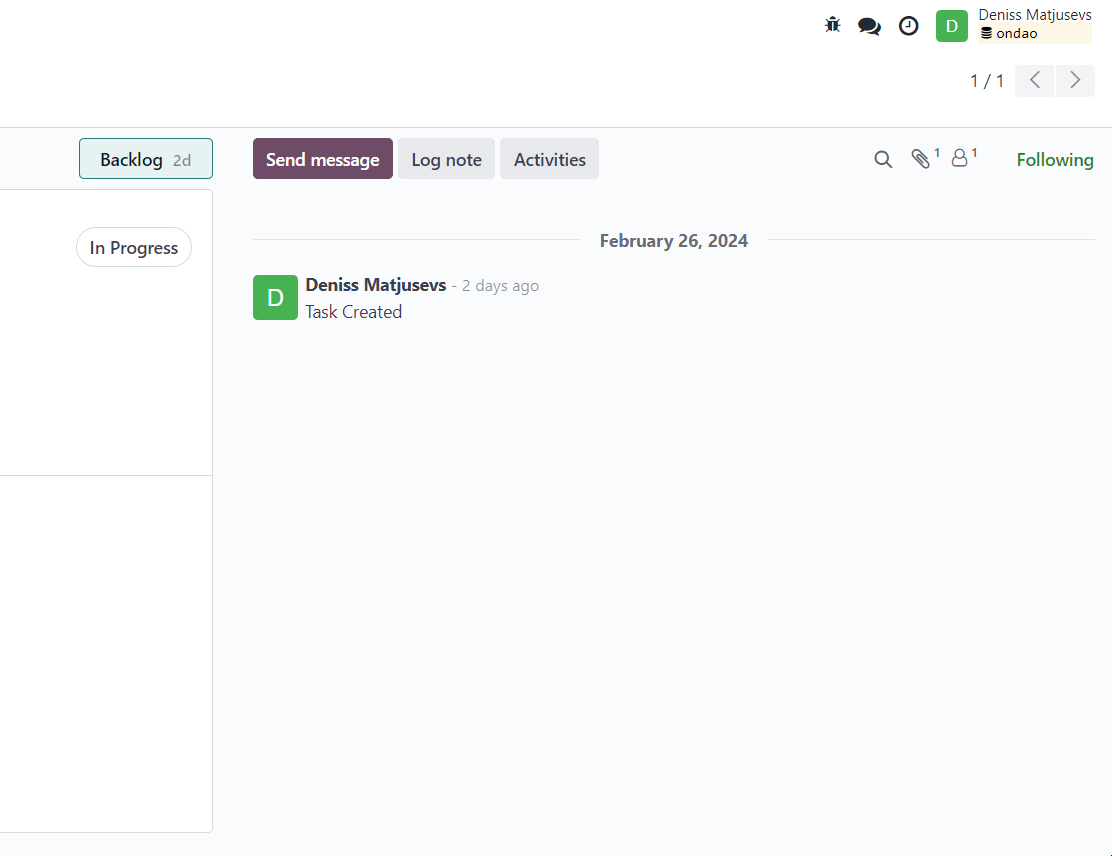 D
Deniss Matjusevs
ondao
1 / 1
Backlog 2d
Send message
Log note
Activities
1
1
Following
In Progress
February 26, 2024
D
Deniss Matjusevs - 2 days ago
Task Created